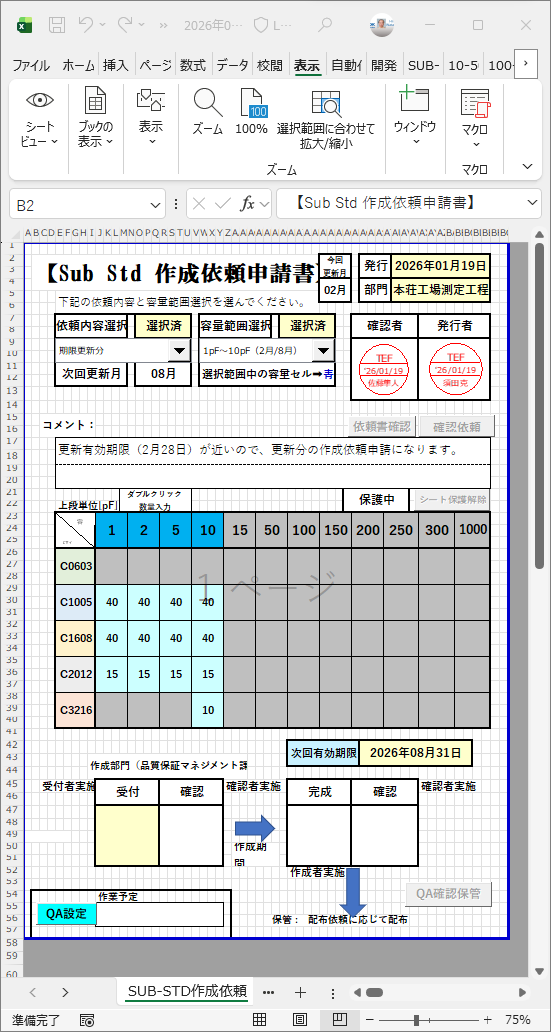 2026年0… L…
ファイル ホーム 挿入 ページ 数式 データ 校閲 表示 自動化 開発 SUB- 10-5 100-
シート ビュー
ブックの 表示
表示
ズーム
100%
選択範囲に合わせて 拡大/縮小
ウィンドウ
マクロ
ズーム
マクロ
B2
fx
【Sub Std 作成依頼申請書】
【Sub Std 作成依頼申請書】
今回 更新月
02月
発行 2026年01月19日
部門 本荘工場測定工程
下記の依頼内容と容量範囲選択を選んでください。
依頼内容選択 選択済 容量範囲選択 選択済
確認者 発行者
期限更新分
1pF～10pF（2月/8月）
TEF '26/01/19 佐藤隼人
TEF '26/01/19 須田克
次回更新月 08月
選択範囲中の容量セル➡青
コメント：
依頼書確認 確認依頼
更新有効期限（2月28日）が近いので、更新分の作成依頼申請になります。
上段単位[pF]
ダブルクリック 数量入力
保護中
シート保護解除
1 2 5 10 15 50 100 150 200 250 300 1000
C0603
C1005 40 40 40 40
C1608 40 40 40 40
C2012 15 15 15 15
C3216 10
1 ページ
次回有効期限 2026年08月31日
作成部門（品質保証マネジメント課
受付者実施
受付 確認
確認者実施
完成 確認
確認者実施
作成期間
作成者実施
QA確認保管
作業予定
QA設定
保管： 配布依頼に応じて配布
SUB-STD作成依頼
準備完了
75%